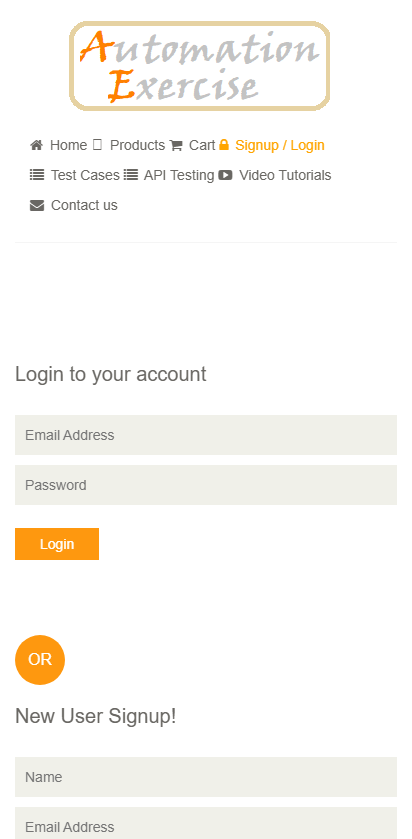 Automation
Exercise
Home Products Cart Signup / Login
Test Cases API Testing Video Tutorials
Contact us
Login to your account
Email Address
Password
Login
OR
New User Signup!
Name
Email Address